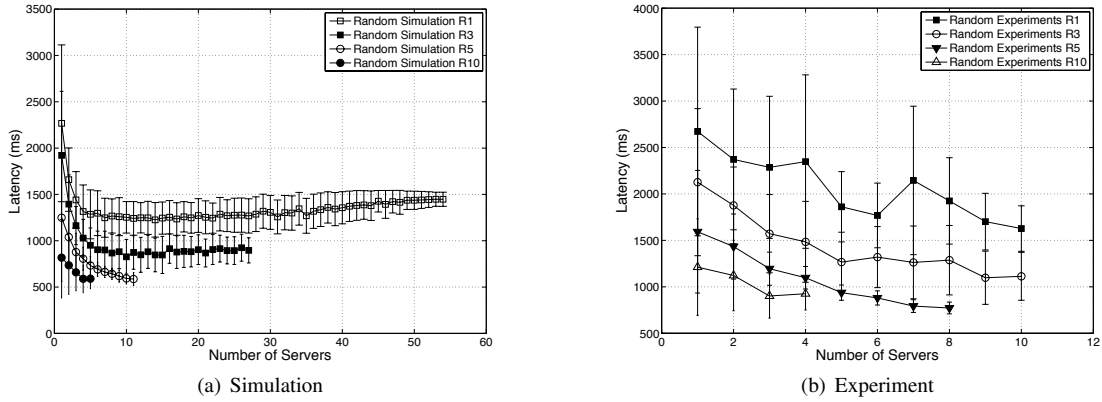 3500
3000
2500
2000
1500
1000
500
0
Latency (ms)
Random Simulation R1
Random Simulation R3
Random Simulation R5
Random Simulation R10
0 10 20 30 40 50 60
Number of Servers
(a) Simulation
4000
3500
3000
2500
2000
1500
1000
500
Latency (ms)
Random Experiments R1
Random Experiments R3
Random Experiments R5
Random Experiments R10
0 2 4 6 8 10 12
Number of Servers
(b) Experiment